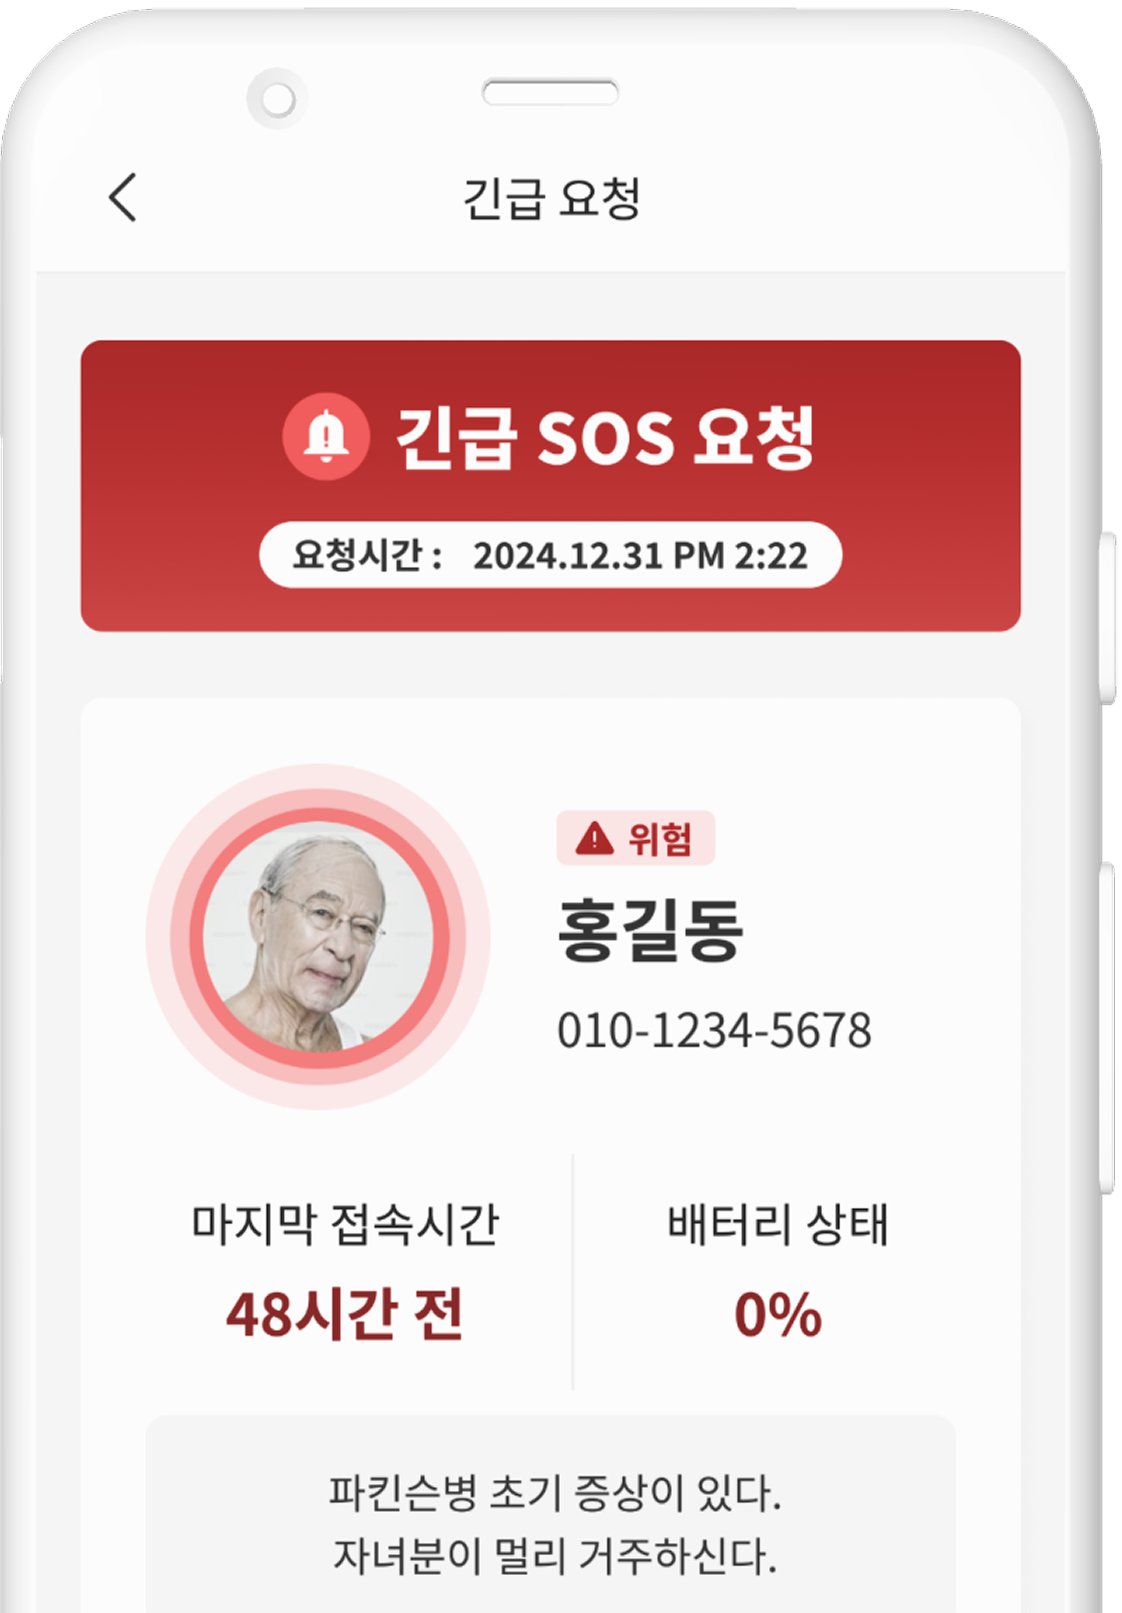 긴급 요청
긴급 SOS 요청
요청시간 : 2024.12.31 PM 2:22
위험
홍길동
010-1234-5678
마지막 접속시간
배터리 상태
48시간 전
0%
파킨슨병 초기 증상이 있다.
자녀분이 멀리 거주하신다.